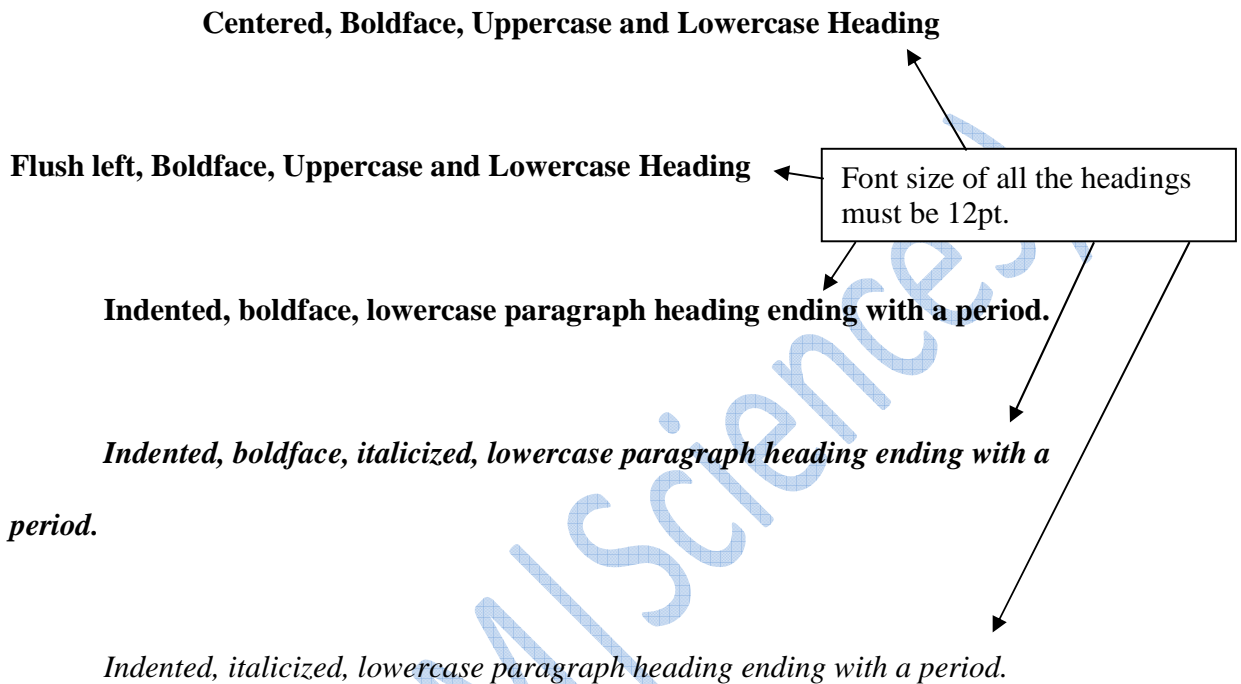 Centered, Boldface, Uppercase and Lowercase Heading
Flush left, Boldface, Uppercase and Lowercase Heading
Font size of all the headings
must be 12pt.
Indented, boldface, lowercase paragraph heading ending with a period.
Indented, boldface, italicized, lowercase paragraph heading ending with a
period.
Indented, italicized, lowercase paragraph heading ending with a period.